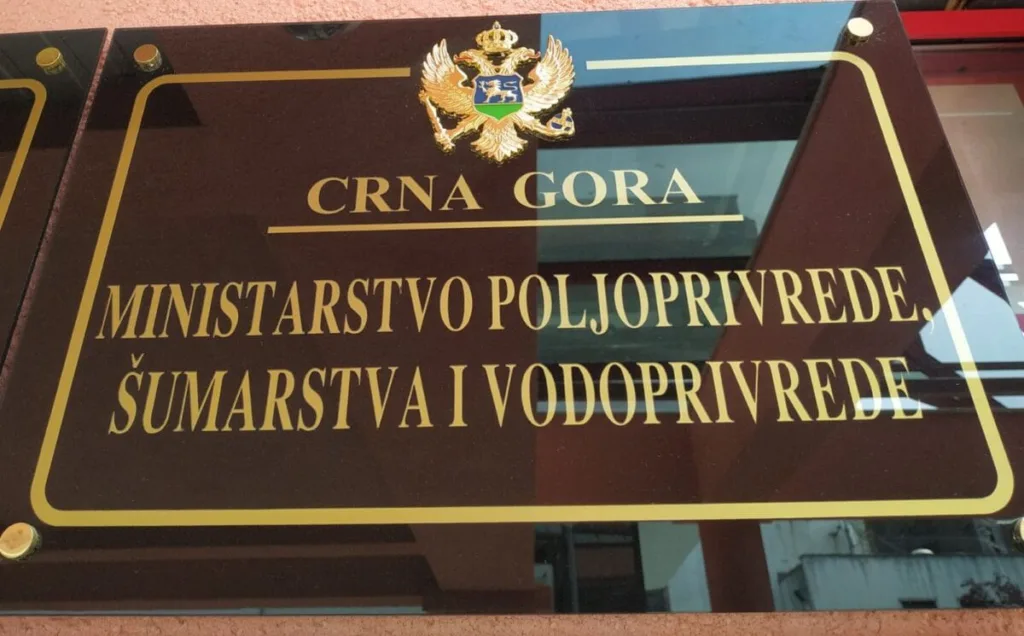 CRNA GORA
MINISTARSTVO POLJOPRIVREDE,
ŠUMARSTVA I VODOPRIVREDE